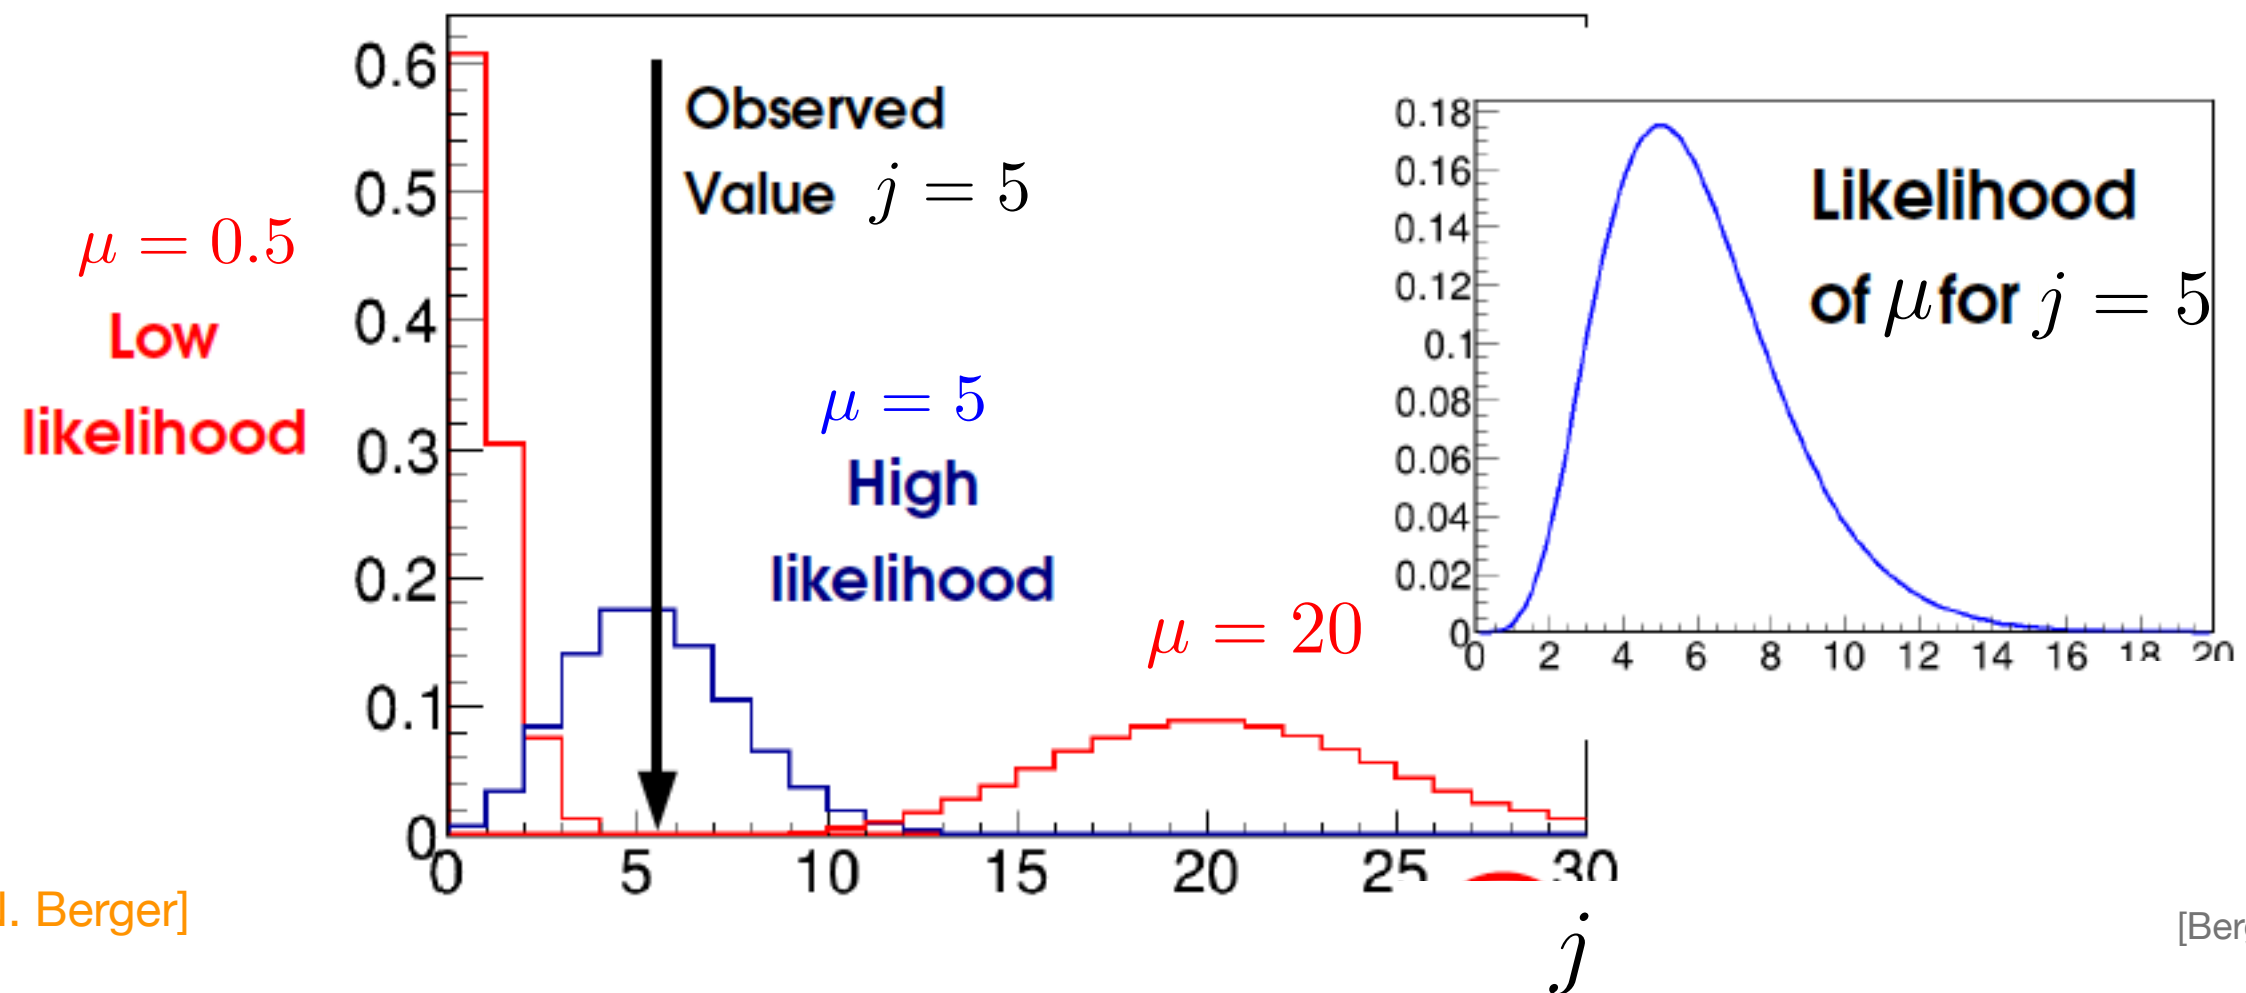 0.6
0.5
0.4
0.3
0.2
0.1
0
0 5 10 15 20 25 30
j
μ = 0.5
Low
likelihood
Observed
Value j = 5
μ = 5
High
likelihood
μ = 20
0.18
0.16
0.14
0.12
0.1
0.08
0.06
0.04
0.02
0
0 2 4 6 8 10 12 14 16 18 20
Likelihood
of μ for j = 5
. Berger]
[Ber